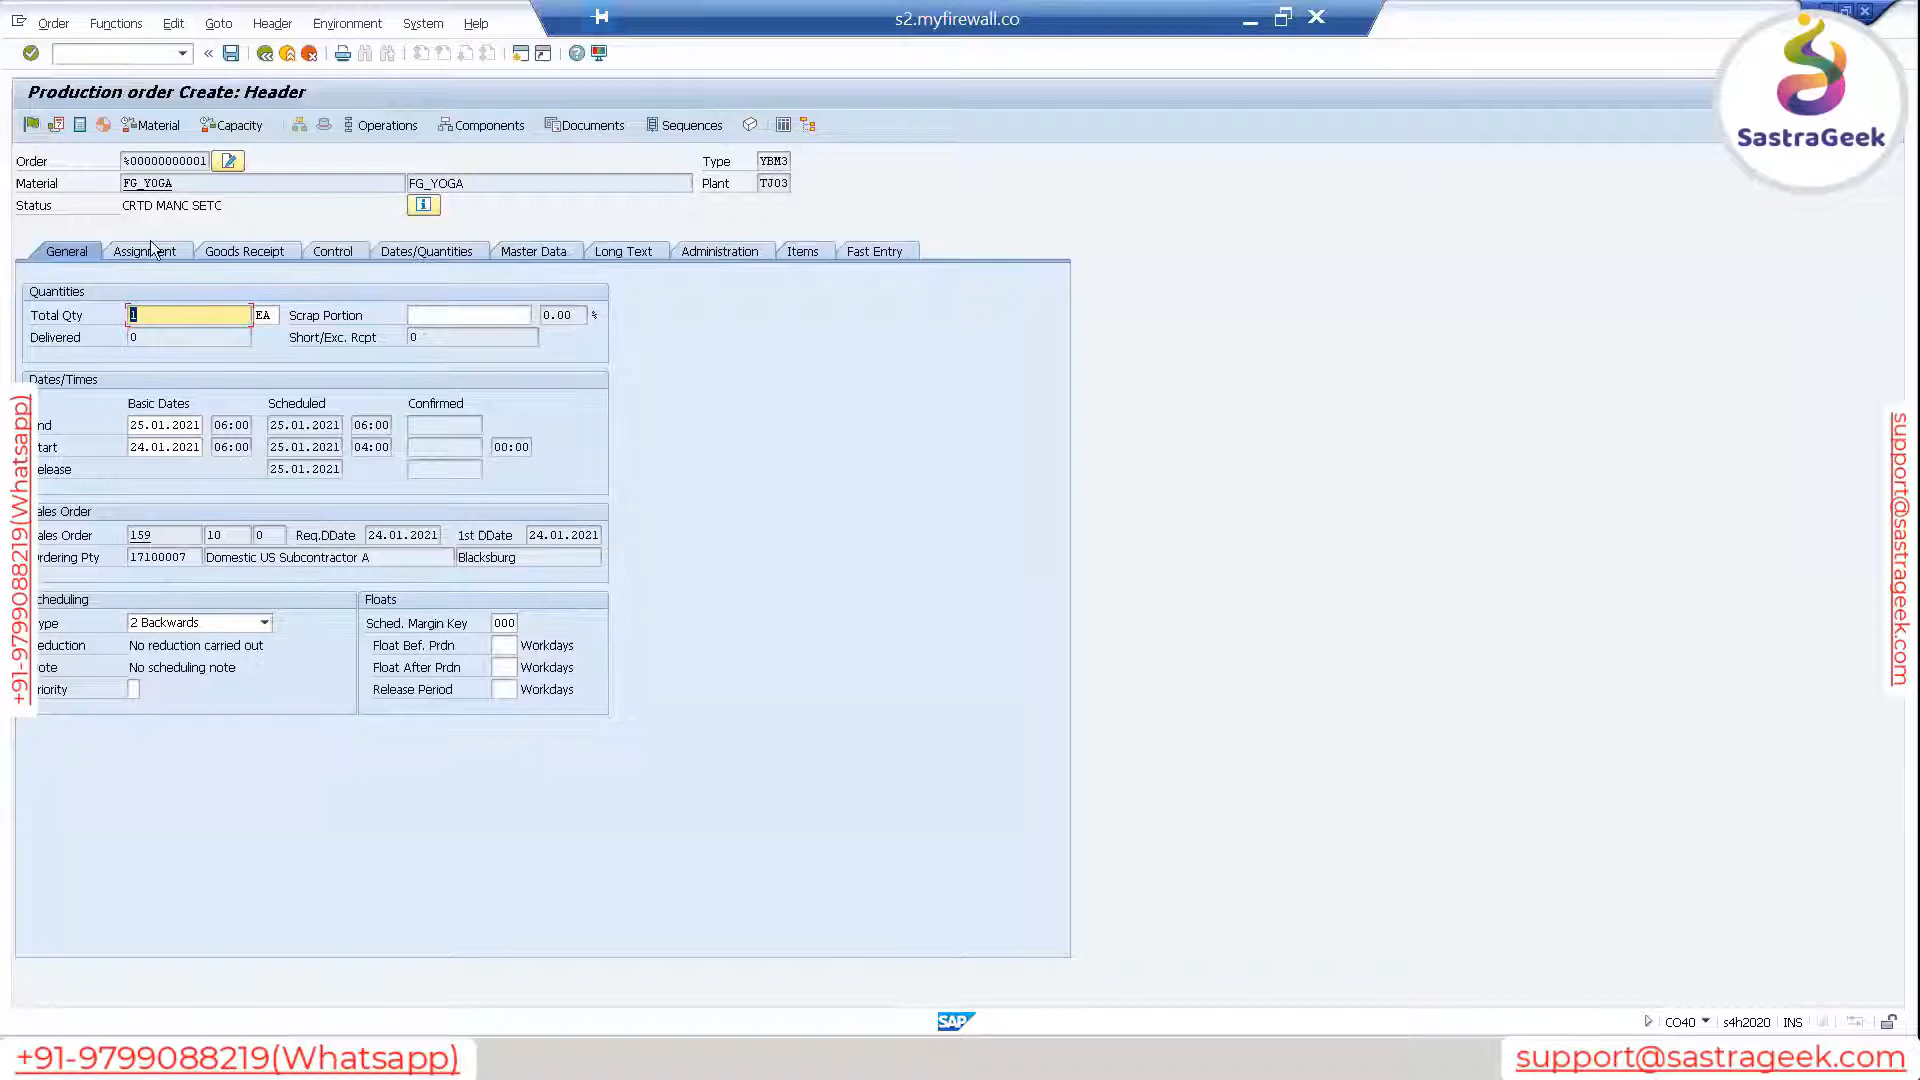 Order Functions Edit Goto Header Environment System Help
s2.myfirewall.co
Production order Create: Header
Material Capacity Operations Components Documents Sequences
Order %00000000001 Type YBM3
Material FG_YOGA FG_YOGA Plant TJ03
Status CRTD MANC SETC
General Assignment Goods Receipt Control Dates/Quantities Master Data Long Text Administration Items Fast Entry
Quantities
Total Qty 1 EA Scrap Portion 0.00 %
Delivered 0 Short/Exc. Rcpt 0
Dates/Times
Basic Dates Scheduled Confirmed
nd 25.01.2021 06:00 25.01.2021 06:00
tart 24.01.2021 06:00 25.01.2021 04:00 00:00
elease 25.01.2021
ales Order
ales Order 159 10 0 Req.DDate 24.01.2021 1st DDate 24.01.2021
rdering Pty 17100007 Domestic US Subcontractor A Blacksburg
cheduling Floats
ype 2 Backwards Sched. Margin Key 000
eduction No reduction carried out Float Bef. Prdn Workdays
ote No scheduling note Float After Prdn Workdays
riority Release Period Workdays
SAP
CO40 s4h2020 INS
SastraGeek
+91-9799088219(Whatsapp)
support@sastrageek.com
+91-9799088219(Whatsapp)
support@sastrageek.com